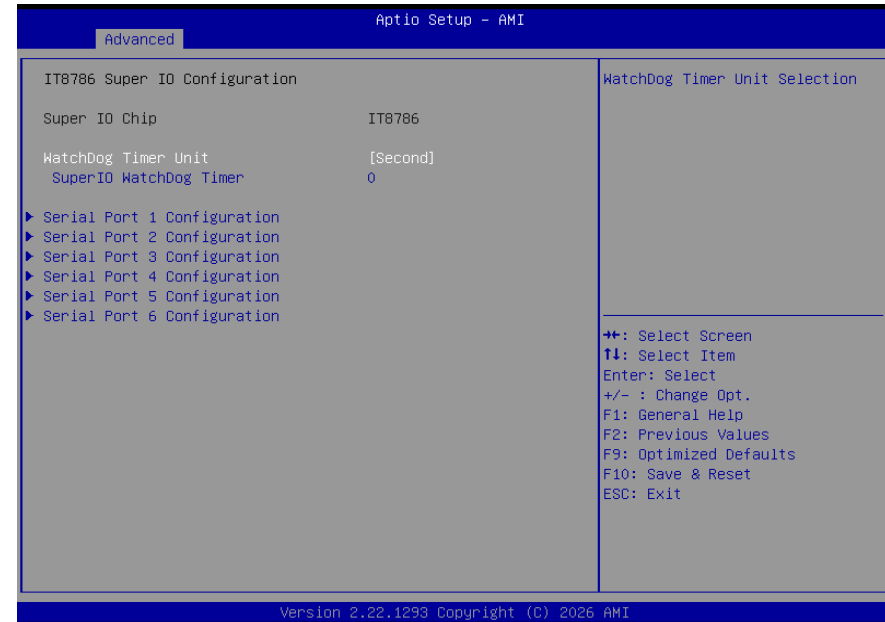 Aptio Setup – AMI
Advanced
IT8786 Super IO Configuration
Super IO Chip IT8786
WatchDog Timer Unit [Second]
SuperIO WatchDog Timer 0
Serial Port 1 Configuration
Serial Port 2 Configuration
Serial Port 3 Configuration
Serial Port 4 Configuration
Serial Port 5 Configuration
Serial Port 6 Configuration
WatchDog Timer Unit Selection
→←: Select Screen
↑↓: Select Item
Enter: Select
+/- : Change Opt.
F1: General Help
F2: Previous Values
F9: Optimized Defaults
F10: Save & Reset
ESC: Exit
Version 2.22.1293 Copyright (C) 2026 AMI